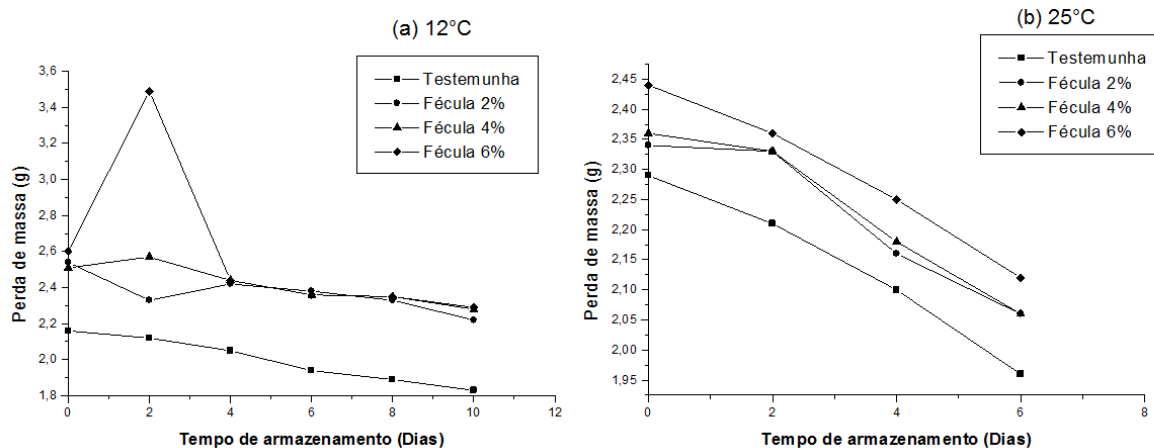 (a) 12°C
Testemunha
Fécula 2%
Fécula 4%
Fécula 6%
3,6
3,4
3,2
3,0
2,8
2,6
2,4
2,2
2,0
1,8
Perda de massa (g)
0 2 4 6 8 10 12
Tempo de armazenamento (Dias)
(b) 25°C
Testemunha
Fécula 2%
Fécula 4%
Fécula 6%
2,45
2,40
2,35
2,30
2,25
2,20
2,15
2,10
2,05
2,00
1,95
Perda de massa (g)
0 2 4 6 8
Tempo de armazenamento (Dias)